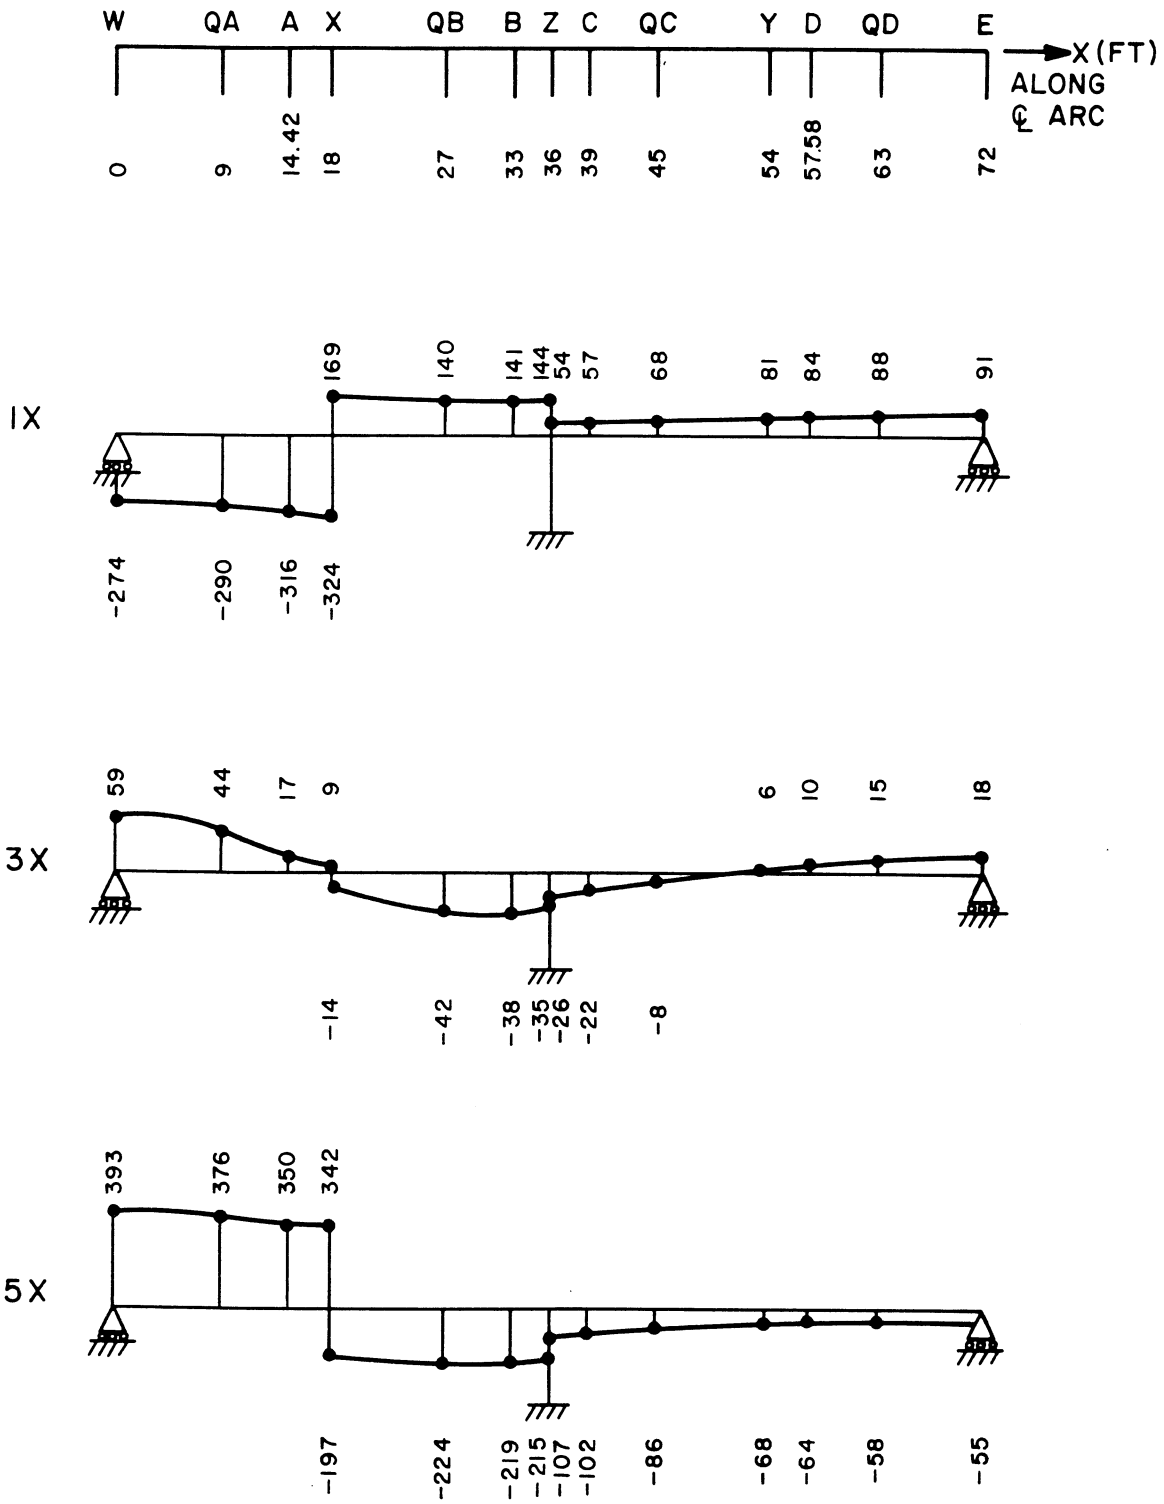 W QA A X QB B Z C QC Y D QD E
X(FT)
ALONG
℄ ARC
0 9 14.42 18 27 33 36 39 45 54 57.58 63 72
169 140 141 144 54 57 68 81 84 88 91
1X
-274 -290 -316 -324
59 44 17 9 6 10 15 18
3X
-14 -42 -38 -35 -26 -22 -8
393 376 350 342
5X
-197 -224 -219 -215 -107 -102 -86 -68 -64 -58 -55